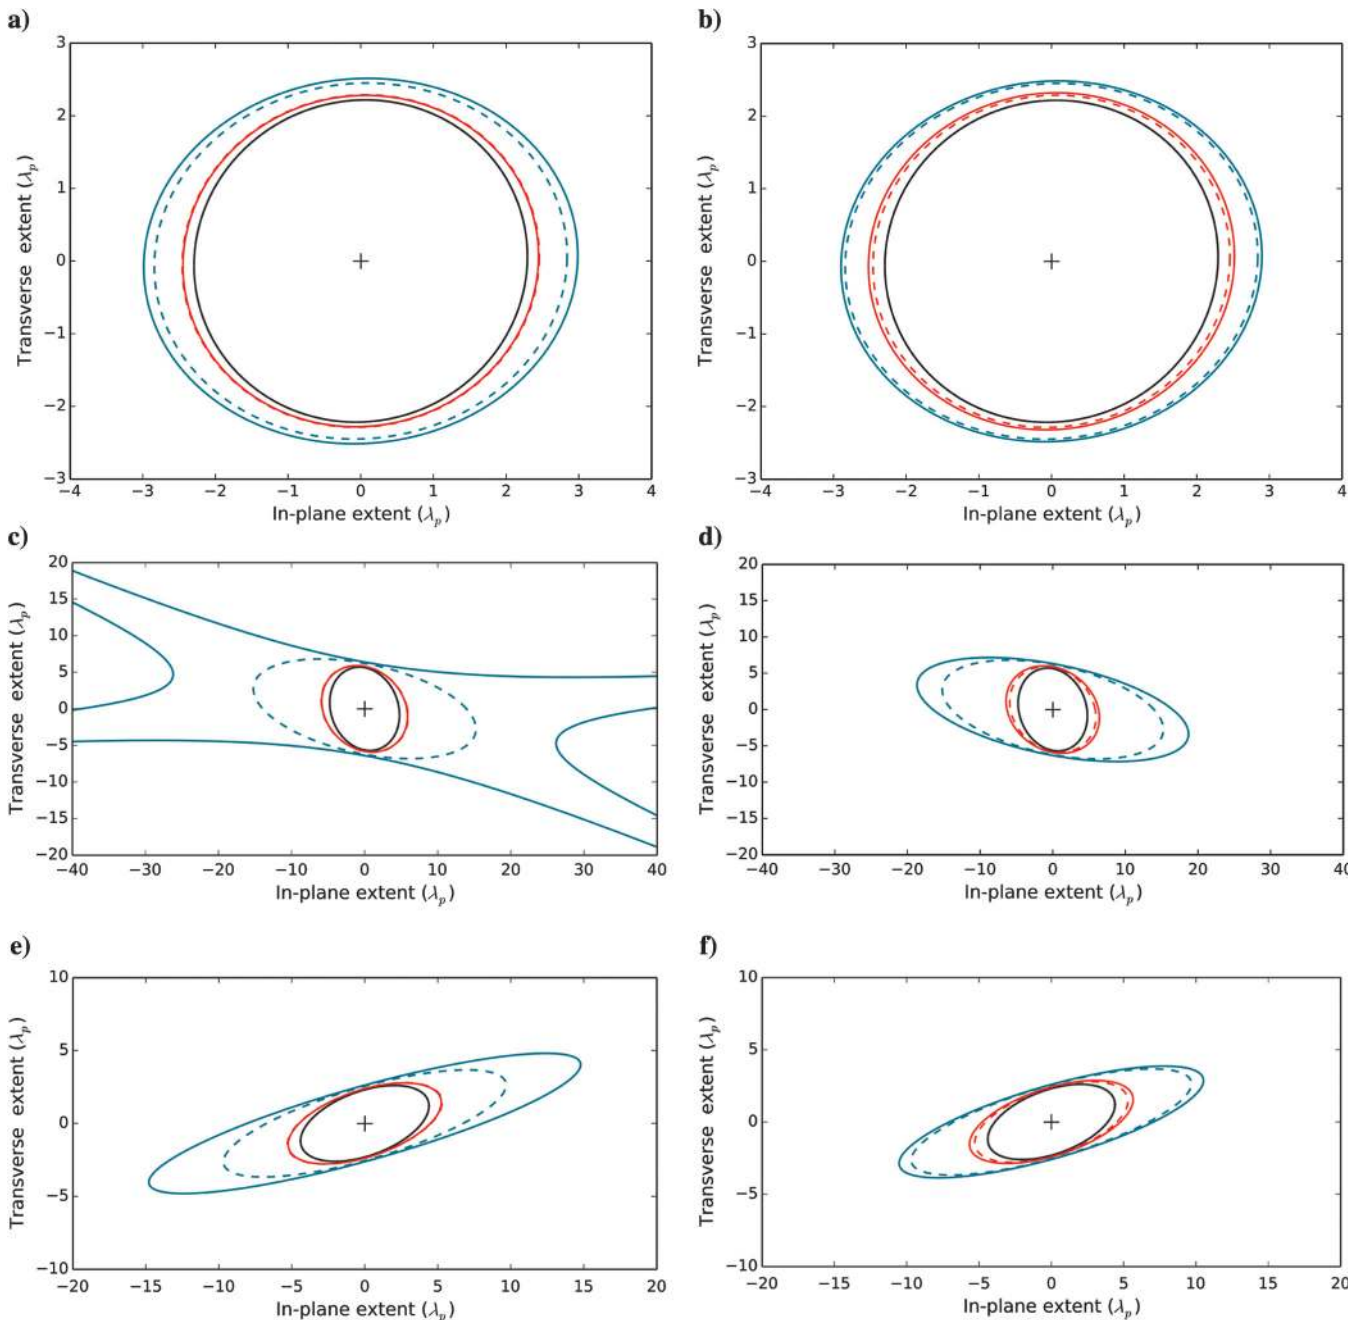 a)
3
2
1
0
−1
−2
−3
−4 −3 −2 −1 0 1 2 3 4
Transverse extent (λp)
In-plane extent (λp)
b)
3
2
1
0
−1
−2
−3
−4 −3 −2 −1 0 1 2 3 4
Transverse extent (λp)
In-plane extent (λp)
c)
20
15
10
5
0
−5
−10
−15
−20
−40 −30 −20 −10 0 10 20 30 40
Transverse extent (λp)
In-plane extent (λp)
d)
20
15
10
5
0
−5
−10
−15
−20
−40 −30 −20 −10 0 10 20 30 40
Transverse extent (λp)
In-plane extent (λp)
e)
10
5
0
−5
−10
−20 −15 −10 −5 0 5 10 15 20
Transverse extent (λp)
In-plane extent (λp)
f)
10
5
0
−5
−10
−20 −15 −10 −5 0 5 10 15 20
Transverse extent (λp)
In-plane extent (λp)